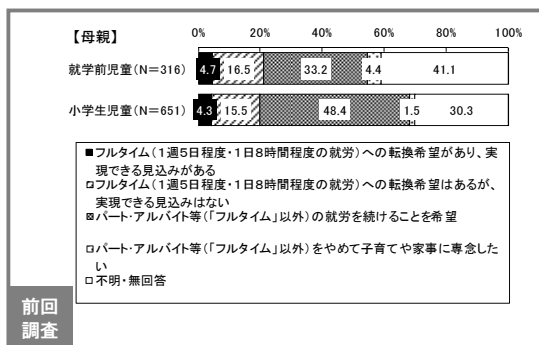 【母親】
0% 20% 40% 60% 80% 100%
就学前児童(N=316) 4.7 16.5 33.2 4.4 41.1
小学生児童(N=651) 4.3 15.5 48.4 1.5 30.3
■フルタイム(1週5日程度・1日8時間程度の就労)への転換希望があり、実
現できる見込みがある
フルタイム(1週5日程度・1日8時間程度の就労)への転換希望はあるが、
実現できる見込みはない
パート・アルバイト等(「フルタイム」以外)の就労を続けることを希望
パート・アルバイト等(「フルタイム」以外)をやめて子育てや家事に専念した
い
□不明・無回答
前回
調査